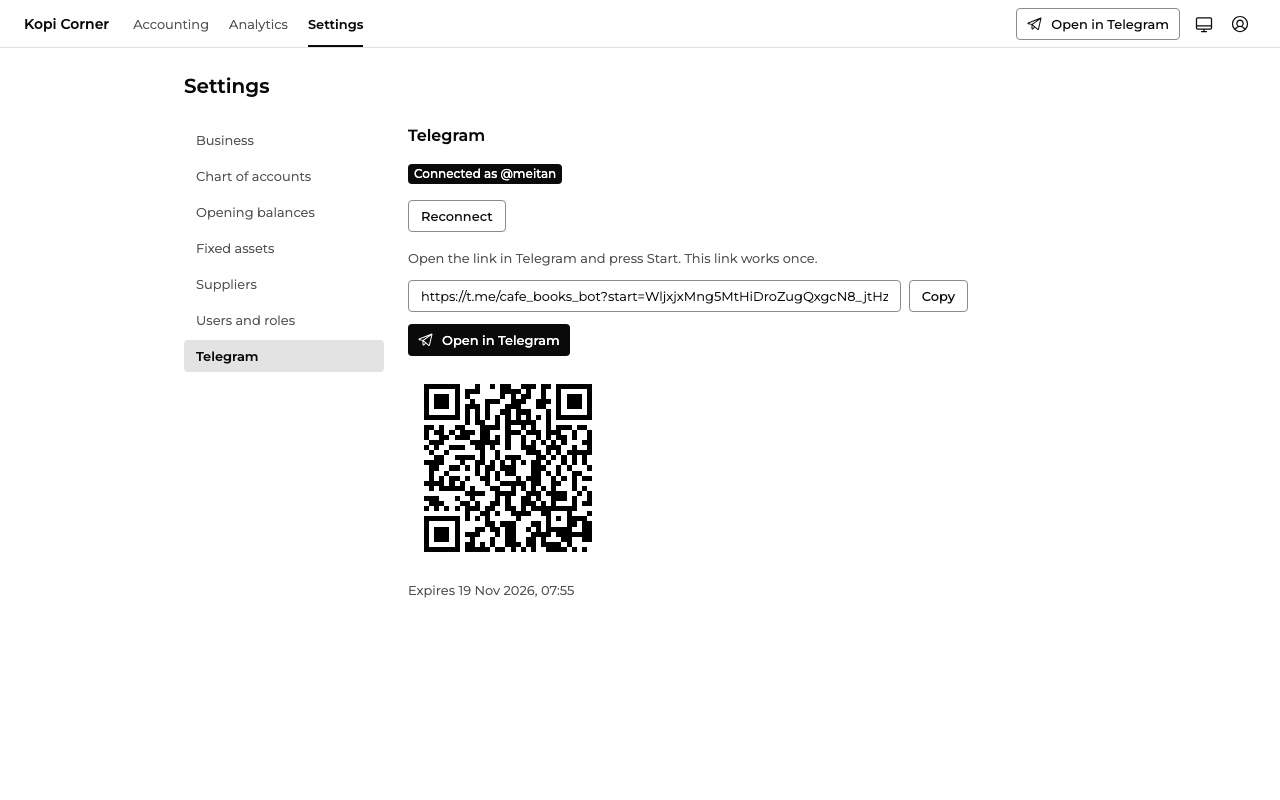 Kopi Corner Accounting Analytics Settings Open in Telegram
Settings
Business
Chart of accounts
Opening balances
Fixed assets
Suppliers
Users and roles
Telegram
Telegram
Connected as @meitan
Reconnect
Open the link in Telegram and press Start. This link works once.
https://t.me/cafe_books_bot?start=WljxjxMng5MtHiDroZugQxgcN8_jtHz Copy
Open in Telegram
Expires 19 Nov 2026, 07:55